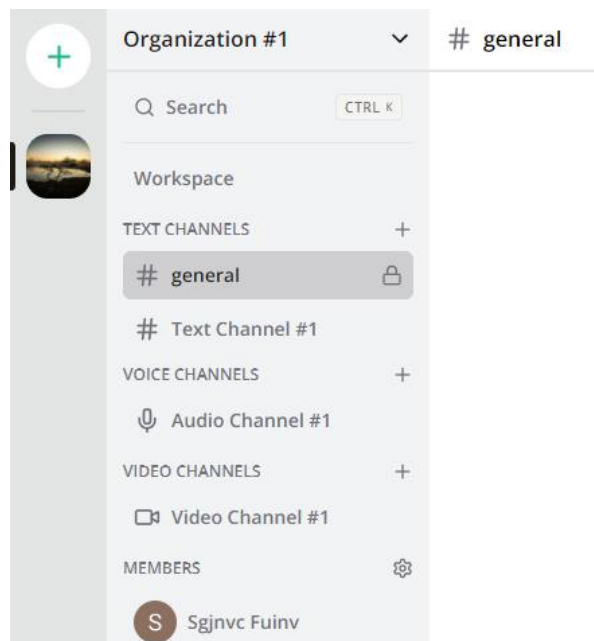 Organization #1
# general
Search CTRL K
Workspace
TEXT CHANNELS
# general
# Text Channel #1
VOICE CHANNELS
Audio Channel #1
VIDEO CHANNELS
Video Channel #1
MEMBERS
S Sgjnvc Fuinv